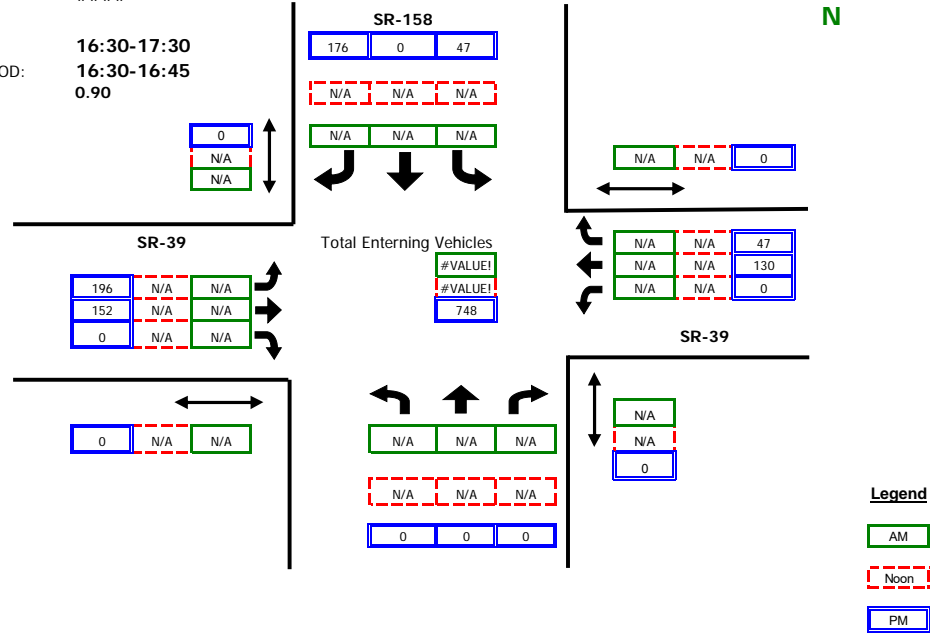 N
SR-158
16:30-17:30
OD: 16:30-16:45
0.90
176 0 47
N/A N/A N/A
N/A N/A N/A
0
N/A
N/A
N/A N/A 0
SR-39
Total Enterning Vehicles
#VALUE!
#VALUE!
748
N/A N/A 47
N/A N/A 130
N/A N/A 0
196 N/A N/A
152 N/A N/A
0 N/A N/A
SR-39
0 N/A N/A
N/A N/A N/A
N/A N/A N/A
0 0 0
N/A
N/A
0
Legend
AM
Noon
PM